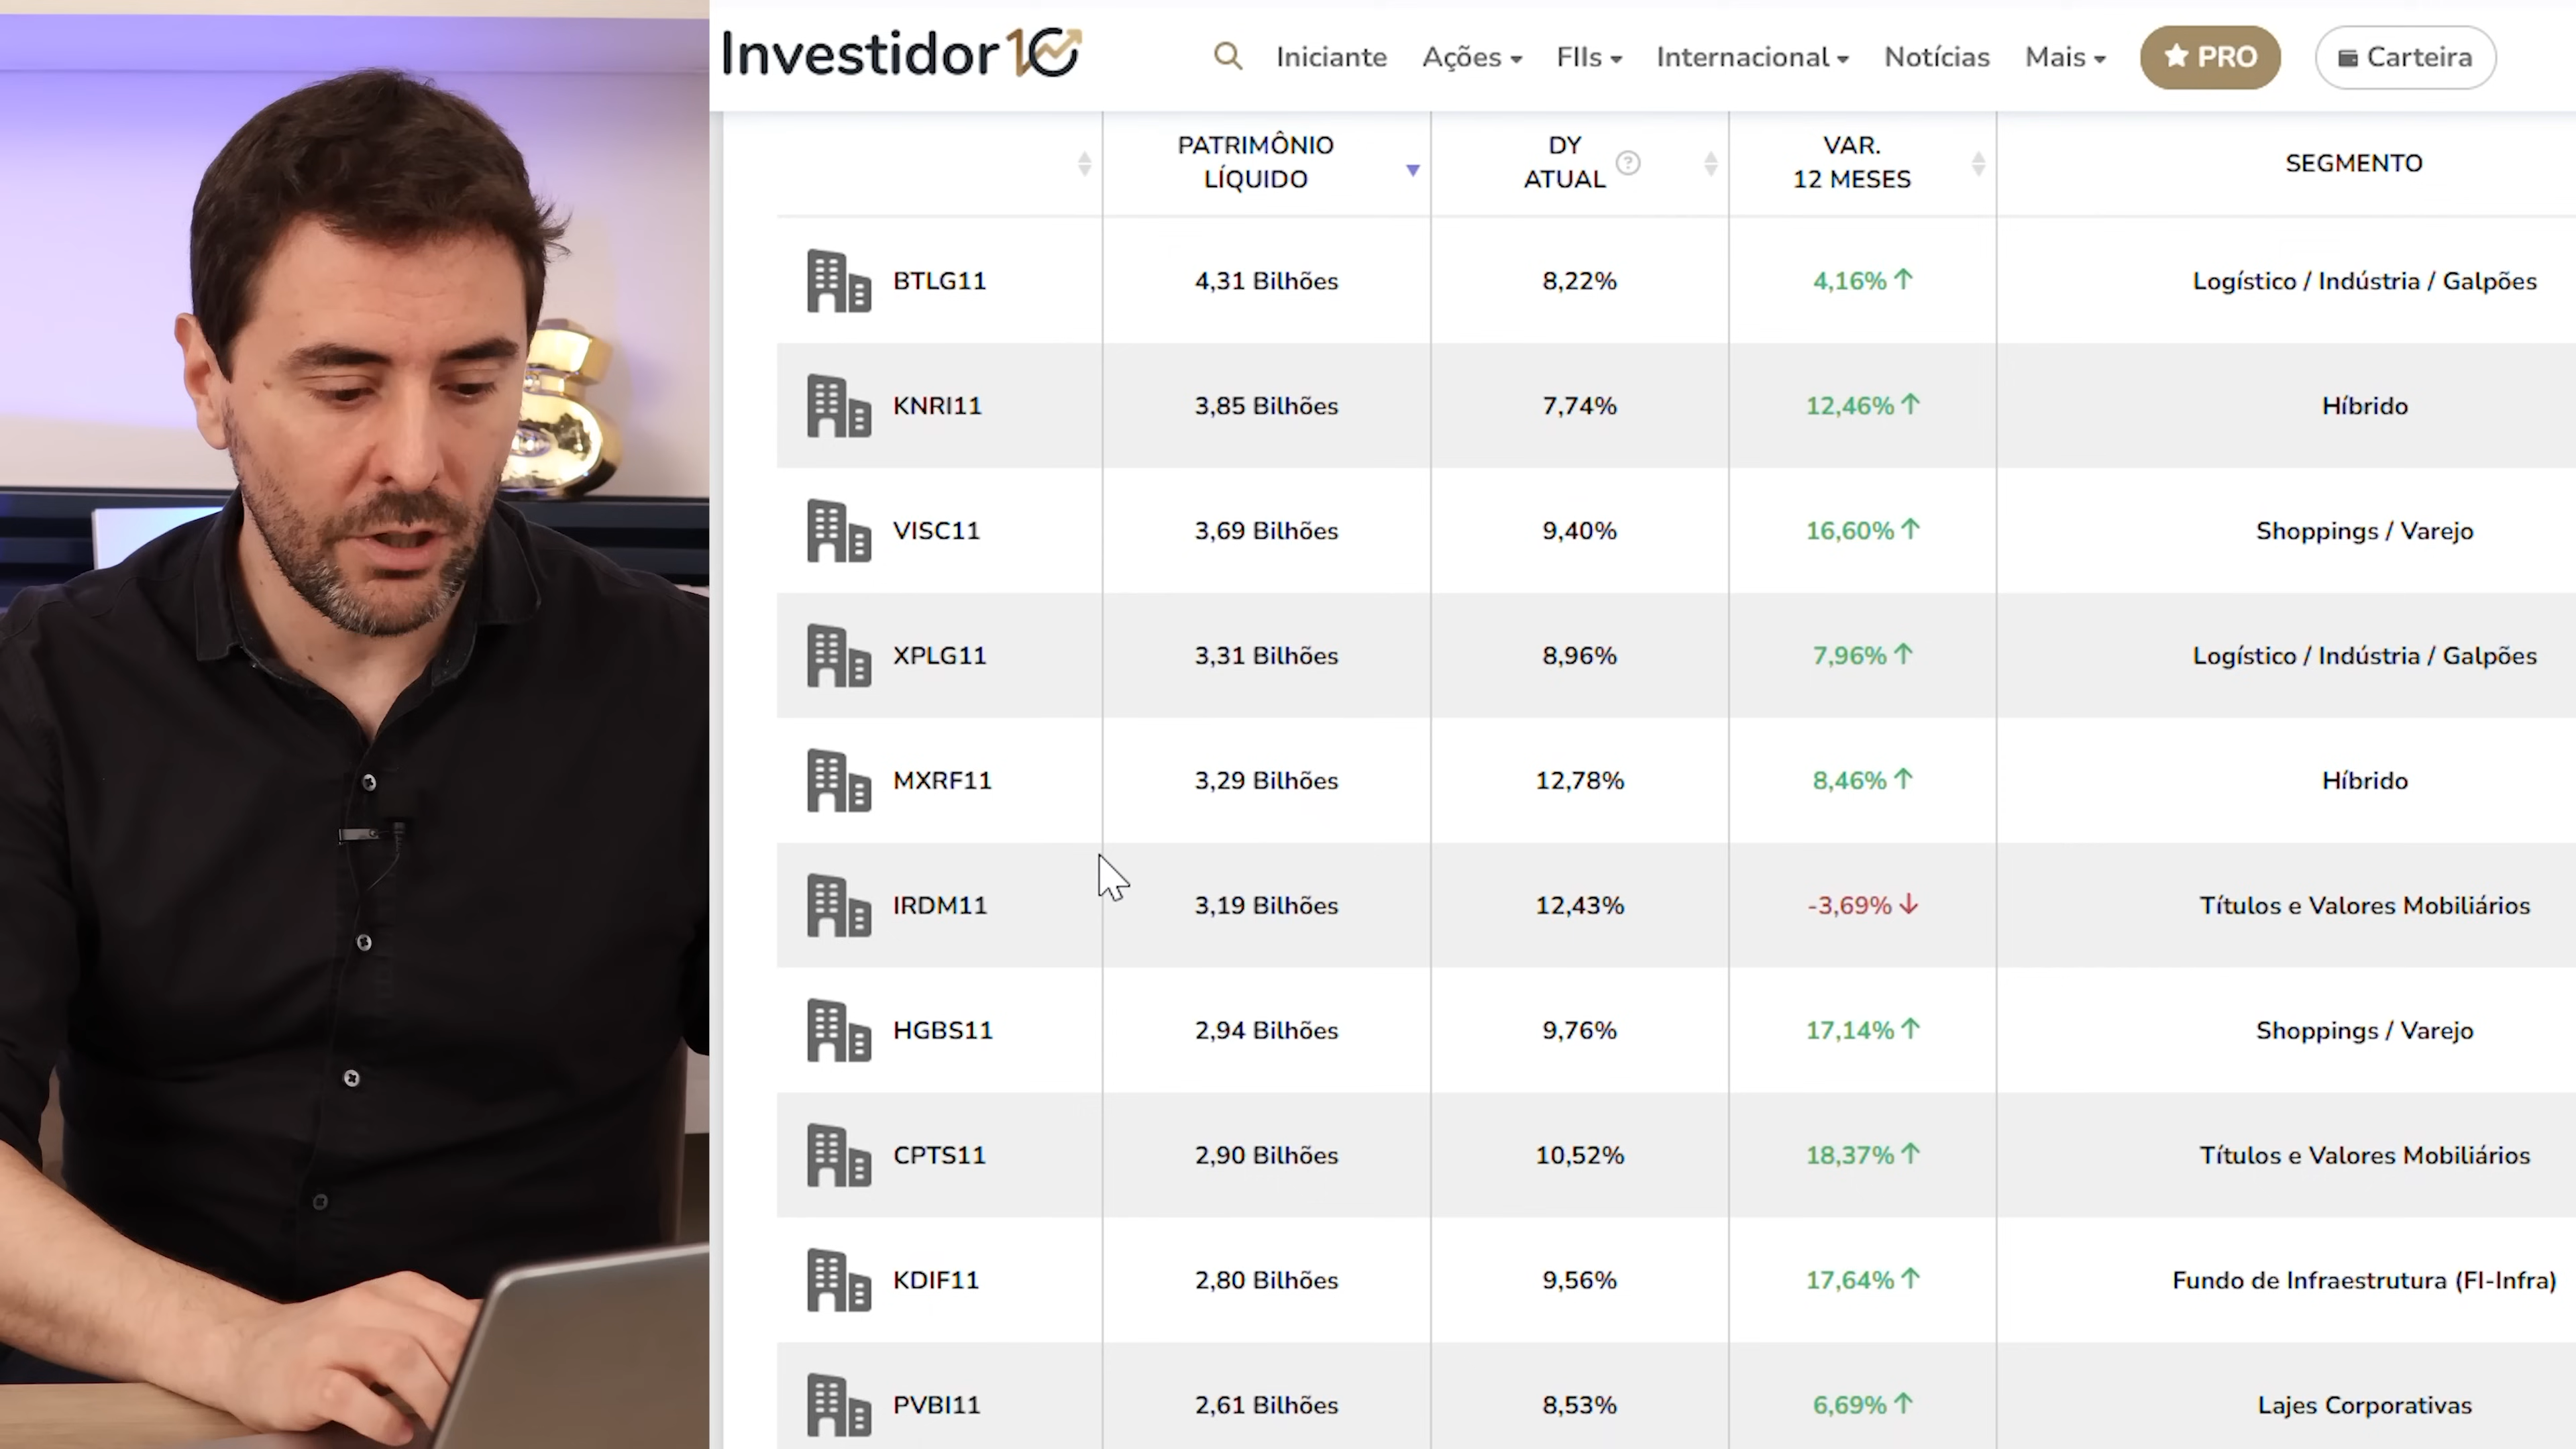 Investidor 10
Iniciante Ações FIIs Internacional Notícias Mais PRO Carteira
PATRIMÔNIO LÍQUIDO DY ATUAL ? VAR. 12 MESES SEGMENTO
BTLG11 4,31 Bilhões 8,22% 4,16% ↑ Logístico / Indústria / Galpões
KNRI11 3,85 Bilhões 7,74% 12,46% ↑ Híbrido
VISC11 3,69 Bilhões 9,40% 16,60% ↑ Shoppings / Varejo
XPLG11 3,31 Bilhões 8,96% 7,96% ↑ Logístico / Indústria / Galpões
MXRF11 3,29 Bilhões 12,78% 8,46% ↑ Híbrido
IRDM11 3,19 Bilhões 12,43% -3,69% ↓ Títulos e Valores Mobiliários
HGBS11 2,94 Bilhões 9,76% 17,14% ↑ Shoppings / Varejo
CPTS11 2,90 Bilhões 10,52% 18,37% ↑ Títulos e Valores Mobiliários
KDIF11 2,80 Bilhões 9,56% 17,64% ↑ Fundo de Infraestrutura (FI-Infra)
PVBI11 2,61 Bilhões 8,53% 6,69% ↑ Lajes Corporativas